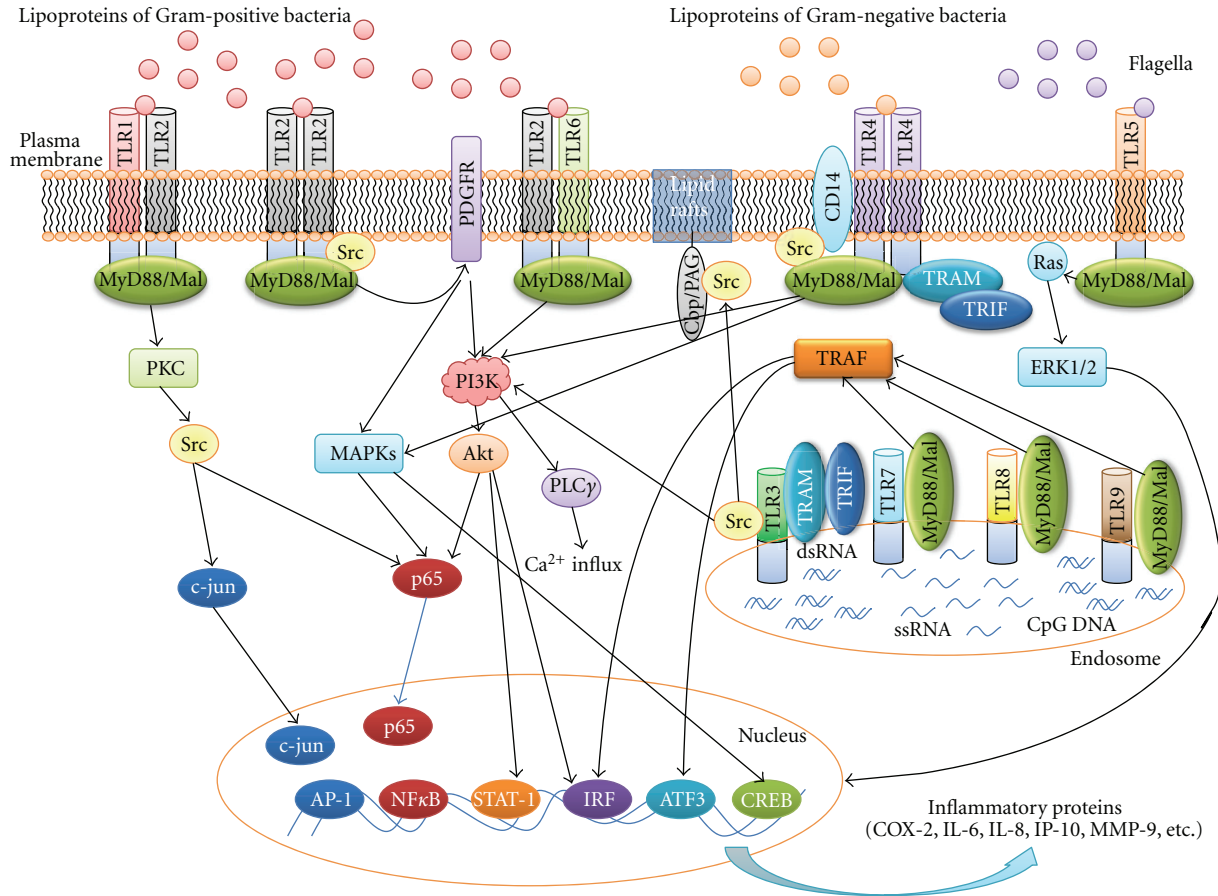 Lipoproteins of Gram-positive bacteria
Lipoproteins of Gram-negative bacteria
Flagella
Plasma
membrane
TLR1
TLR2
TLR2
TLR2
PDGFR
TLR2
TLR6
Lipid
rafts
CD14
TLR4
TLR4
TLR5
MyD88/Mal
MyD88/Mal
Src
MyD88/Mal
Cbp/PAG
Src
Src
MyD88/Mal
TRAM
TRIF
Ras
MyD88/Mal
PKC
PI3K
TRAF
ERK1/2
Src
MAPKs
Akt
PLCγ
Src
TLR3
TRAM
TRIF
TLR7
MyD88/Mal
TLR8
MyD88/Mal
TLR9
MyD88/Mal
dsRNA
c-jun
p65
Ca²⁺ influx
ssRNA
CpG DNA
Endosome
c-jun
p65
Nucleus
AP-1
NFκB
STAT-1
IRF
ATF3
CREB
Inflammatory proteins
(COX-2, IL-6, IL-8, IP-10, MMP-9, etc.)